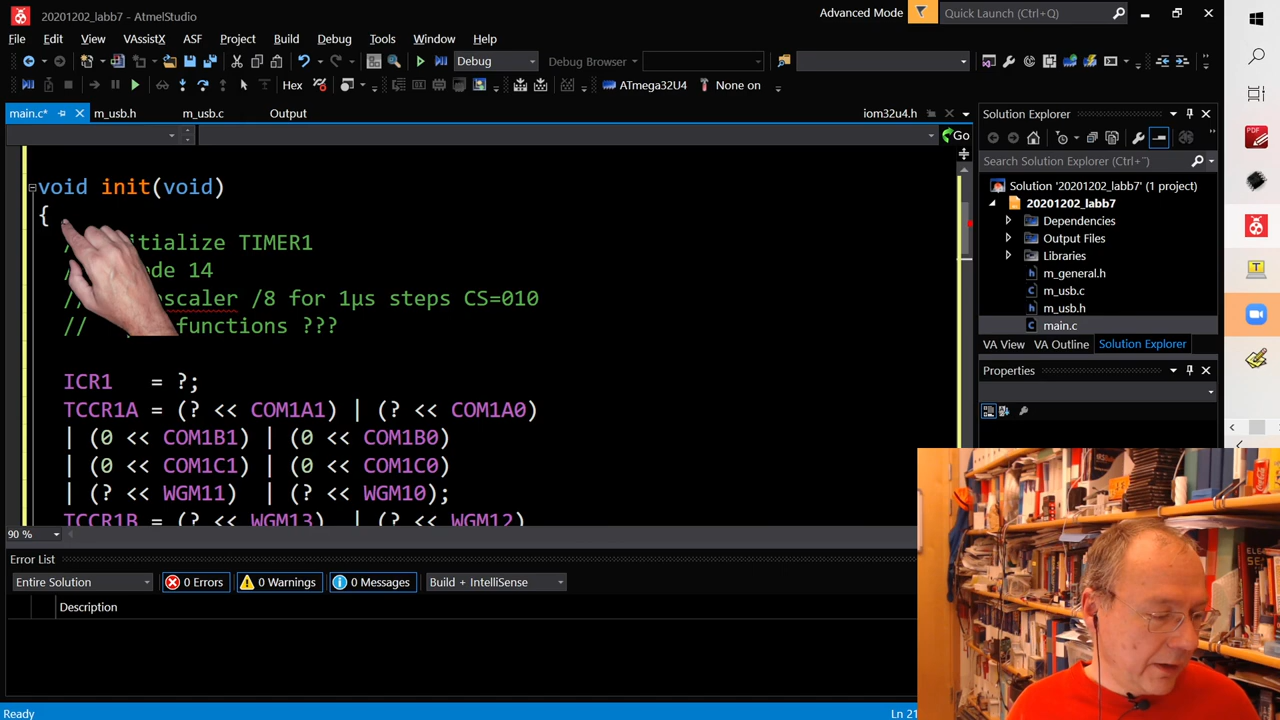 20201202_labb7 - AtmelStudio
Advanced Mode
Quick Launch (Ctrl+Q)
File Edit View VAssistX ASF Project Build Debug Tools Window Help
Debug
Debug Browser
Hex
ATmega32U4
None on
main.c*
m_usb.h
m_usb.c
Output
iom32u4.h
Go
void init(void)
{
itialize TIMER1
de 14
escaler /8 for 1µs steps CS=010
// functions ???
ICR1 = ?;
TCCR1A = (? << COM1A1) | (? << COM1A0)
| (0 << COM1B1) | (0 << COM1B0)
| (0 << COM1C1) | (0 << COM1C0)
| (? << WGM11) | (? << WGM10);
TCCR1B = (? << WGM13) | (? << WGM12)
90 %
Error List
Entire Solution
0 Errors
0 Warnings
0 Messages
Build + IntelliSense
Description
Ready
Ln 21
Solution Explorer
Search Solution Explorer (Ctrl+¨)
Solution '20201202_labb7' (1 project)
20201202_labb7
Dependencies
Output Files
Libraries
m_general.h
m_usb.c
m_usb.h
main.c
VA View VA Outline Solution Explorer
Properties
PDF